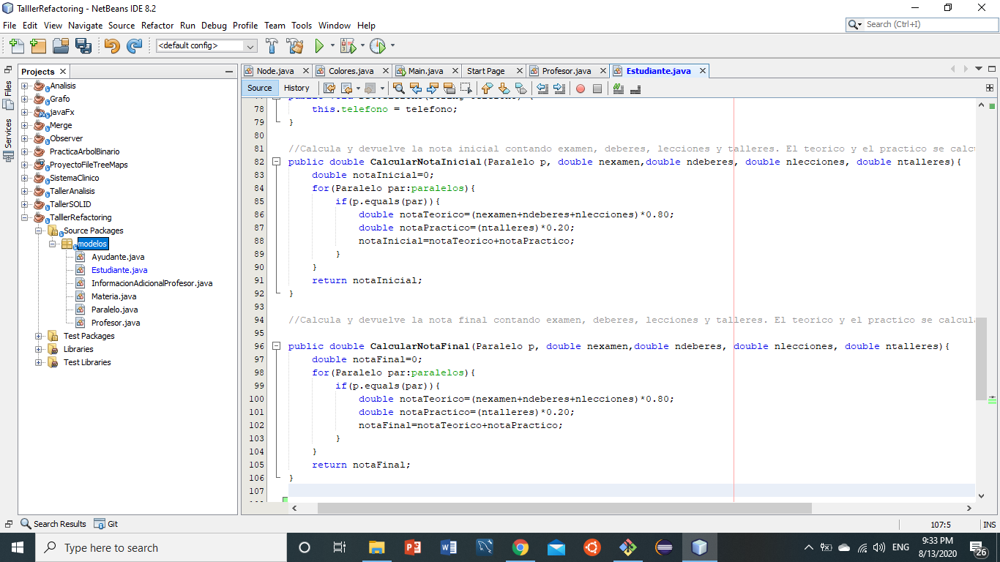 TalllerRefactoring - NetBeans IDE 8.2
File Edit View Navigate Source Refactor Run Debug Profile Team Tools Window Help
Search (Ctrl+I)
<default config>
Projects
Files
Services
Analisis
Grafo
javaFx
Merge
Observer
PracticaArbolBinario
ProyectoFileTreeMaps
SistemaClinico
TallerAnalisis
TallerSOLID
TalllerRefactoring
Source Packages
modelos
Ayudante.java
Estudiante.java
InformacionAdicionalProfesor.java
Materia.java
Paralelo.java
Profesor.java
Test Packages
Libraries
Test Libraries
Node.java Colores.java Main.java Start Page Profesor.java Estudiante.java
Source History
78 this.telefono = telefono;
79 }
80
81 //Calcula y devuelve la nota inicial contando examen, deberes, lecciones y talleres. El teorico y el practico se calcu
82 public double CalcularNotaInicial(Paralelo p, double nexamen,double ndeberes, double nlecciones, double ntalleres){
83 double notaInicial=0;
84 for(Paralelo par:paralelos){
85 if(p.equals(par)){
86 double notaTeorico=(nexamen+ndeberes+nlecciones)*0.80;
87 double notaPractico=(ntalleres)*0.20;
88 notaInicial=notaTeorico+notaPractico;
89 }
90 }
91 return notaInicial;
92 }
93
94 //Calcula y devuelve la nota final contando examen, deberes, lecciones y talleres. El teorico y el practico se calcula
95
96 public double CalcularNotaFinal(Paralelo p, double nexamen,double ndeberes, double nlecciones, double ntalleres){
97 double notaFinal=0;
98 for(Paralelo par:paralelos){
99 if(p.equals(par)){
100 double notaTeorico=(nexamen+ndeberes+nlecciones)*0.80;
101 double notaPractico=(ntalleres)*0.20;
102 notaFinal=notaTeorico+notaPractico;
103 }
104 }
105 return notaFinal;
106 }
107
Search Results Git
107:5 INS
Type here to search
ENG
9:33 PM
8/13/2020
26